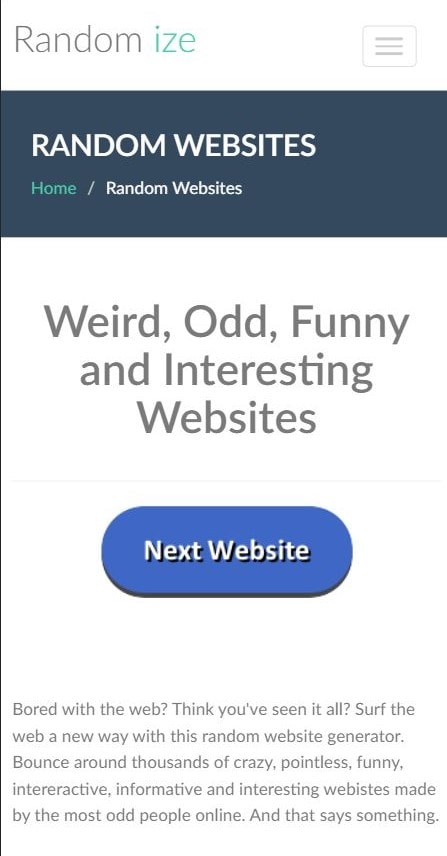 Random ize
RANDOM WEBSITES
Home / Random Websites
Weird, Odd, Funny
and Interesting
Websites
Next Website
Bored with the web? Think you've seen it all? Surf the
web a new way with this random website generator.
Bounce around thousands of crazy, pointless, funny,
intereractive, informative and interesting webistes made
by the most odd people online. And that says something.